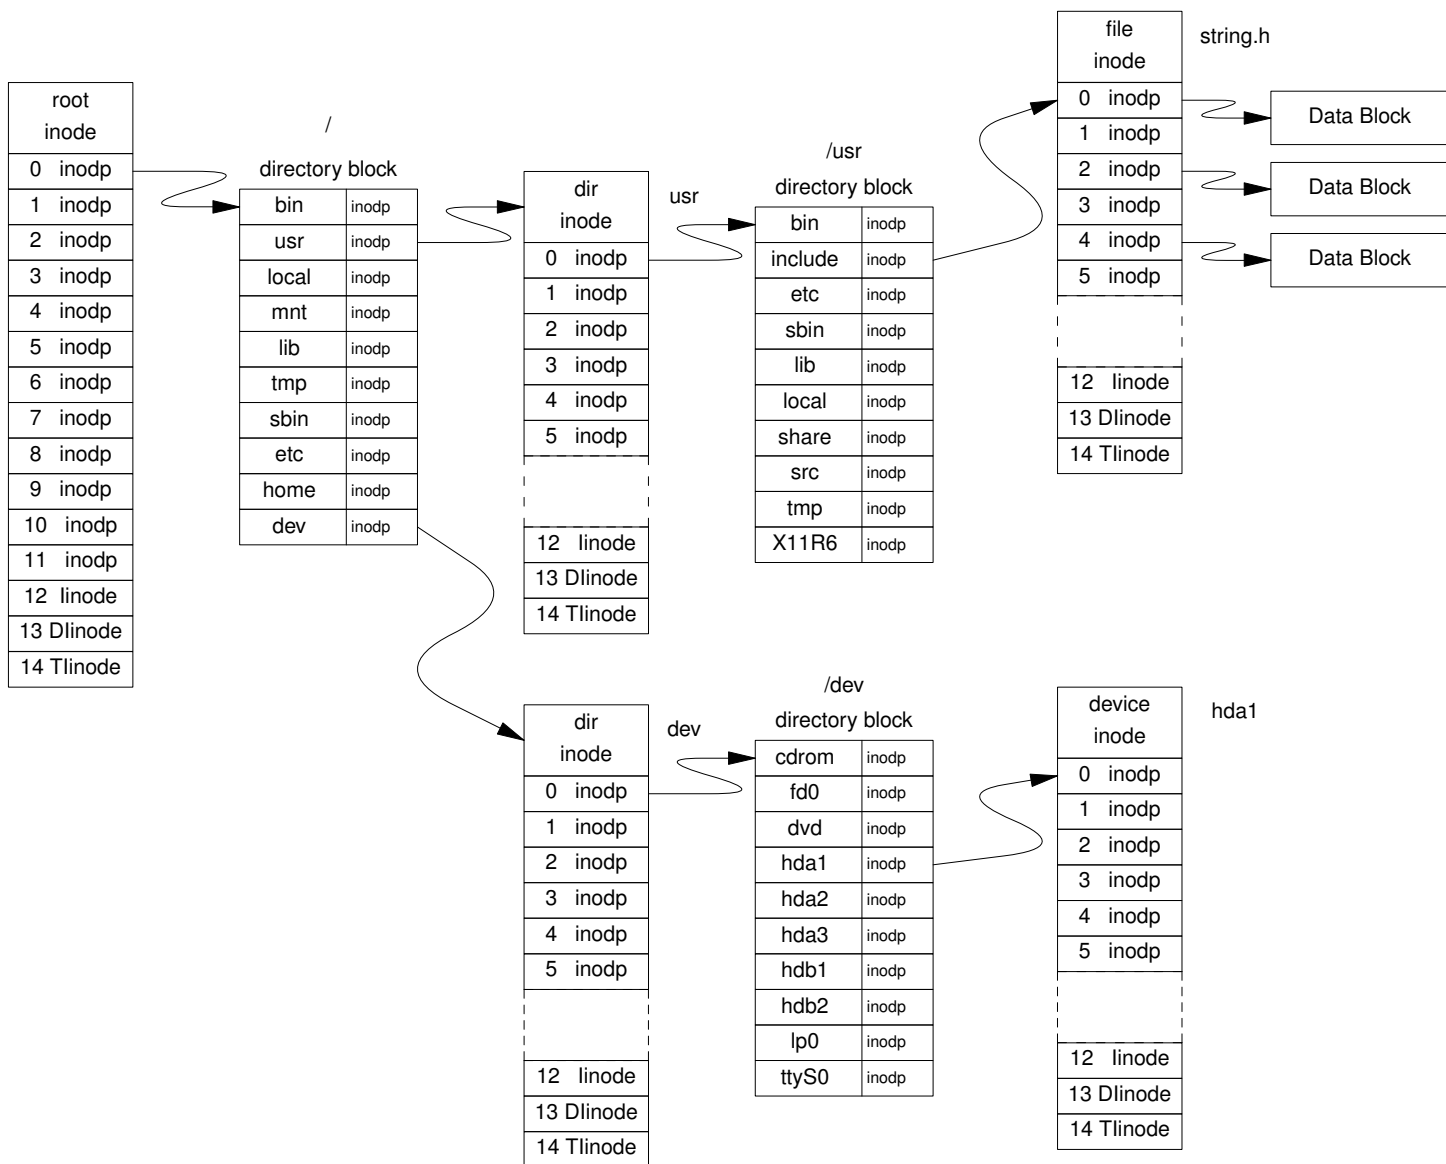 root
inode
0 inodp
1 inodp
2 inodp
3 inodp
4 inodp
5 inodp
6 inodp
7 inodp
8 inodp
9 inodp
10 inodp
11 inodp
12 Iinode
13 DIinode
14 TIinode
/
directory block
bin inodp
usr inodp
local inodp
mnt inodp
lib inodp
tmp inodp
sbin inodp
etc inodp
home inodp
dev inodp
dir
inode
0 inodp
1 inodp
2 inodp
3 inodp
4 inodp
5 inodp
12 Iinode
13 DIinode
14 TIinode
usr
/usr
directory block
bin inodp
include inodp
etc inodp
sbin inodp
lib inodp
local inodp
share inodp
src inodp
tmp inodp
X11R6 inodp
file
inode
0 inodp
1 inodp
2 inodp
3 inodp
4 inodp
5 inodp
12 Iinode
13 DIinode
14 TIinode
string.h
Data Block
Data Block
Data Block
dir
inode
0 inodp
1 inodp
2 inodp
3 inodp
4 inodp
5 inodp
12 Iinode
13 DIinode
14 TIinode
dev
/dev
directory block
cdrom inodp
fd0 inodp
dvd inodp
hda1 inodp
hda2 inodp
hda3 inodp
hdb1 inodp
hdb2 inodp
lp0 inodp
ttyS0 inodp
device
inode
0 inodp
1 inodp
2 inodp
3 inodp
4 inodp
5 inodp
12 Iinode
13 DIinode
14 TIinode
hda1